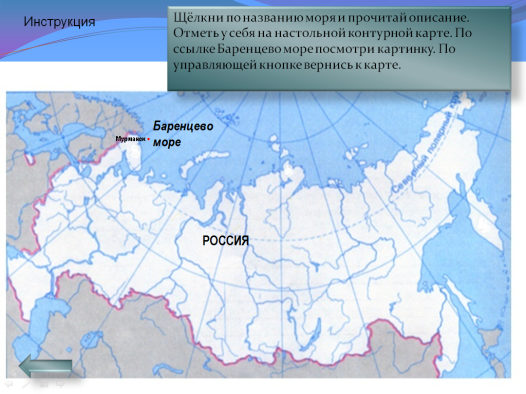 Инструкция
Щёлкни по названию моря и прочитай описание.
Отметь у себя на настольной контурной карте. По
ссылке Баренцево море посмотри картинку. По
управляющей кнопке вернись к карте.
Баренцево
море
Мурманск
Северный полярный круг
РОССИЯ